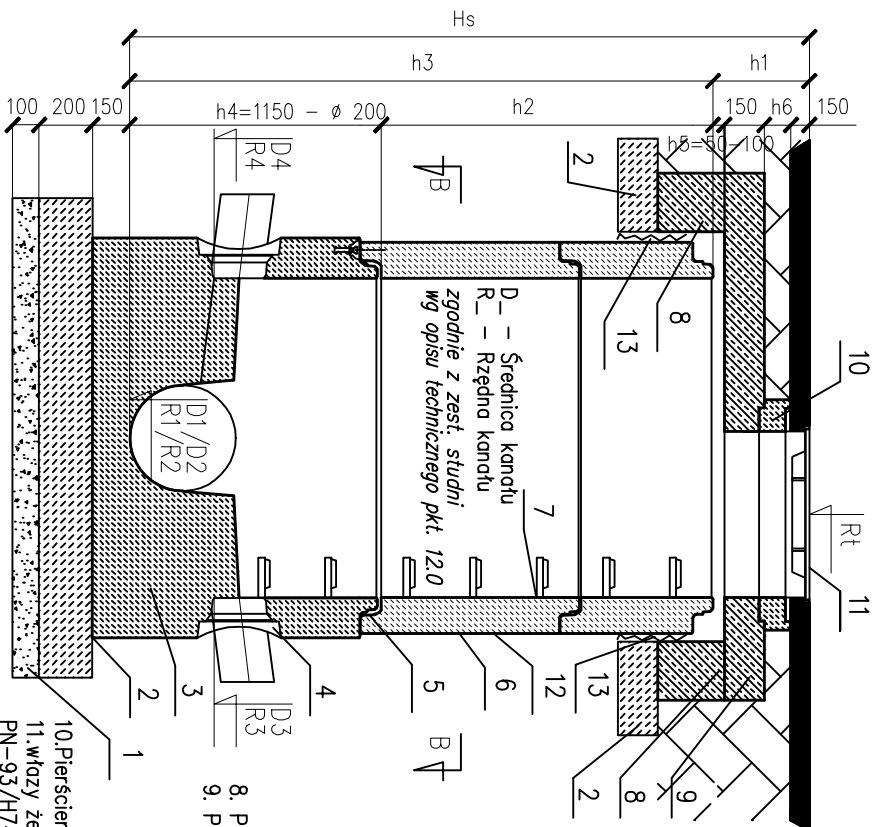 Hs
h3
h1
100
200
150
h4=1150 - ø 200
h2
150
h6
150
h5=50-100
D4
R4
B
2
8
13
10
D_ - Średnica kanału
R_ - Rzędna kanału
zgodnie z zest. studni
wg opisu technicznego pkt. 12.0
7
D1/D2
R1/R2
Rt
11
1
2
3
4
5
6
12
13
2
8
9
D3
R3
B
8. P
9. P
10.Pierścier
11.włazy że
PN-93/H7